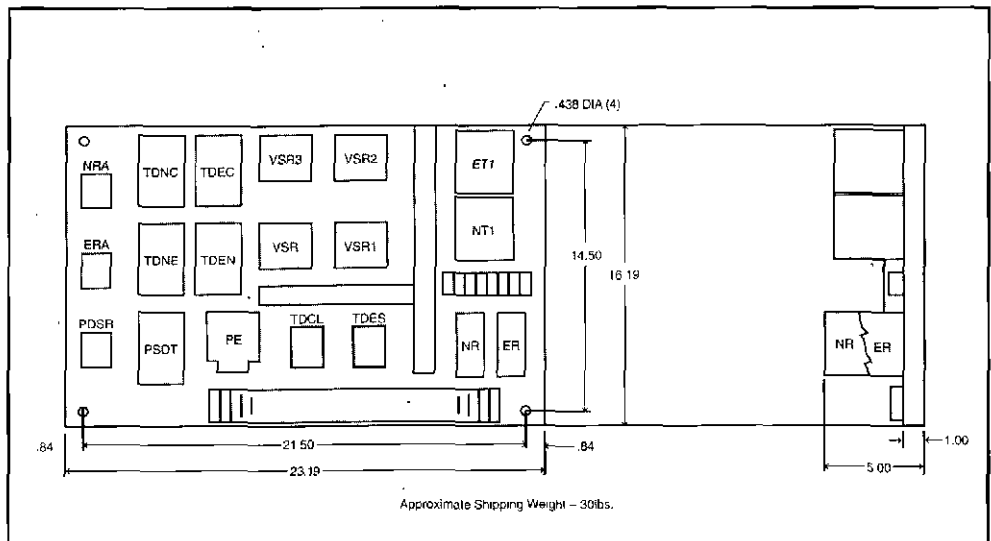 .438 DIA (4)
NRA
TDNC
TDEC
VSR3
VSR2
ET1
NT1
ERA
TDNE
TDEN
VSR
VSR1
14.50
16.19
PDSR
PSOT
PE
TDCL
TDES
NR
ER
NR
ER
.84
21.50
.84
1.00
23.19
5.00
Approximate Shipping Weight – 30lbs.